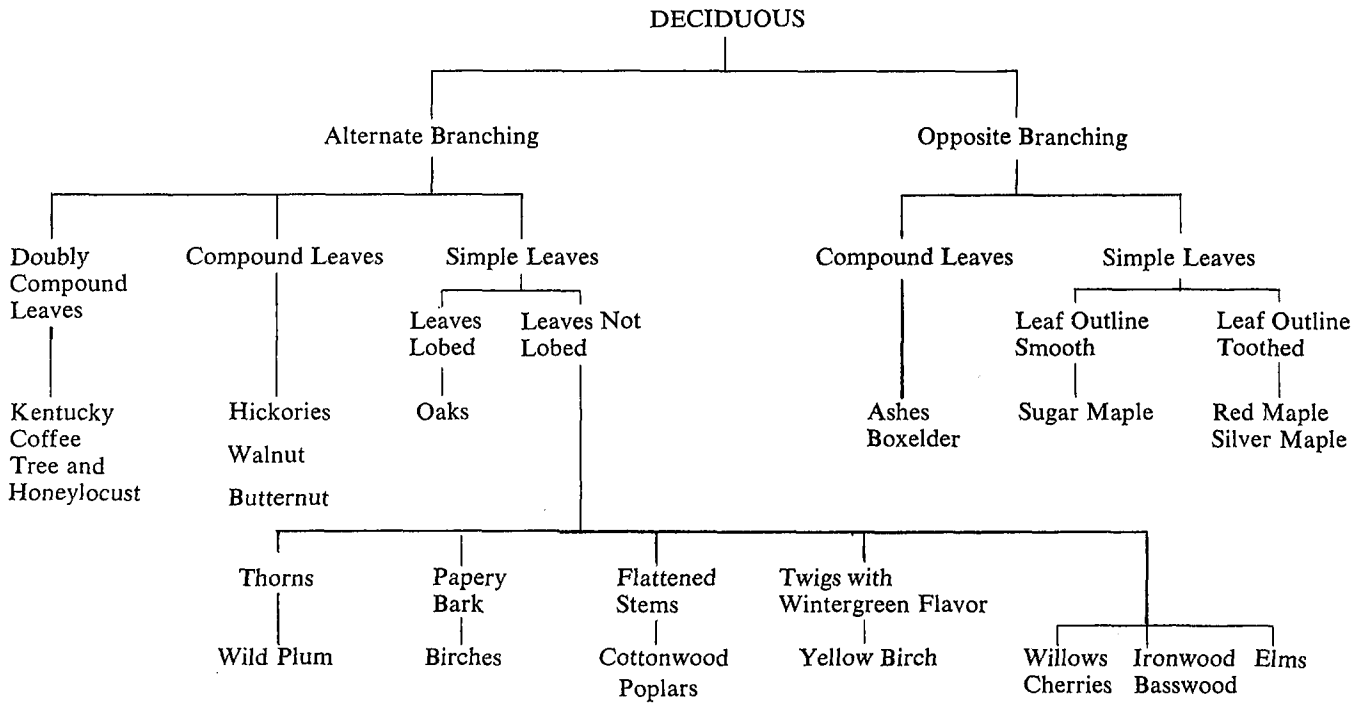 DECIDUOUS
Alternate Branching
Opposite Branching
Doubly
Compound
Leaves
Compound Leaves
Simple Leaves
Compound Leaves
Simple Leaves
Leaves
Lobed
Leaves Not
Lobed
Leaf Outline
Smooth
Leaf Outline
Toothed
Kentucky
Coffee
Tree and
Honeylocust
Hickories
Walnut
Butternut
Oaks
Ashes
Boxelder
Sugar Maple
Red Maple
Silver Maple
Thorns
Papery
Bark
Flattened
Stems
Twigs with
Wintergreen Flavor
Wild Plum
Birches
Cottonwood
Poplars
Yellow Birch
Willows
Cherries
Ironwood
Basswood
Elms